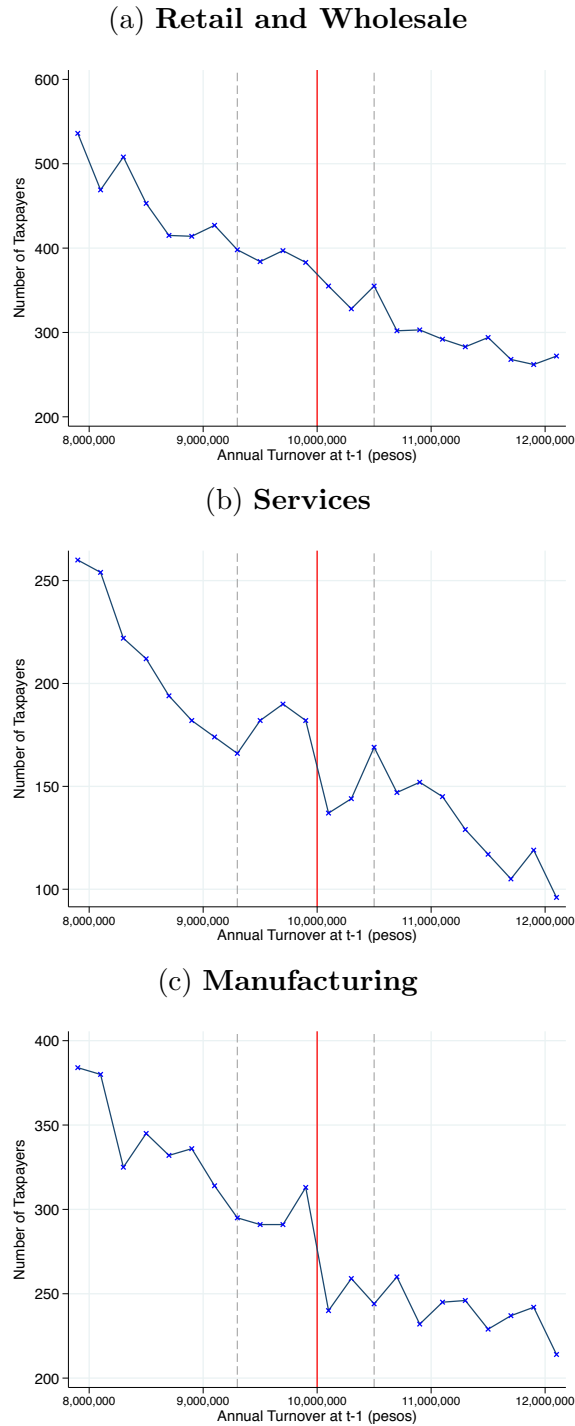 (a) Retail and Wholesale
600
500
400
300
200
Number of Taxpayers
8,000,000 9,000,000 10,000,000 11,000,000 12,000,000
Annual Turnover at t-1 (pesos)
(b) Services
250
200
150
100
Number of Taxpayers
8,000,000 9,000,000 10,000,000 11,000,000 12,000,000
Annual Turnover at t-1 (pesos)
(c) Manufacturing
400
350
300
250
200
Number of Taxpayers
8,000,000 9,000,000 10,000,000 11,000,000 12,000,000
Annual Turnover at t-1 (pesos)